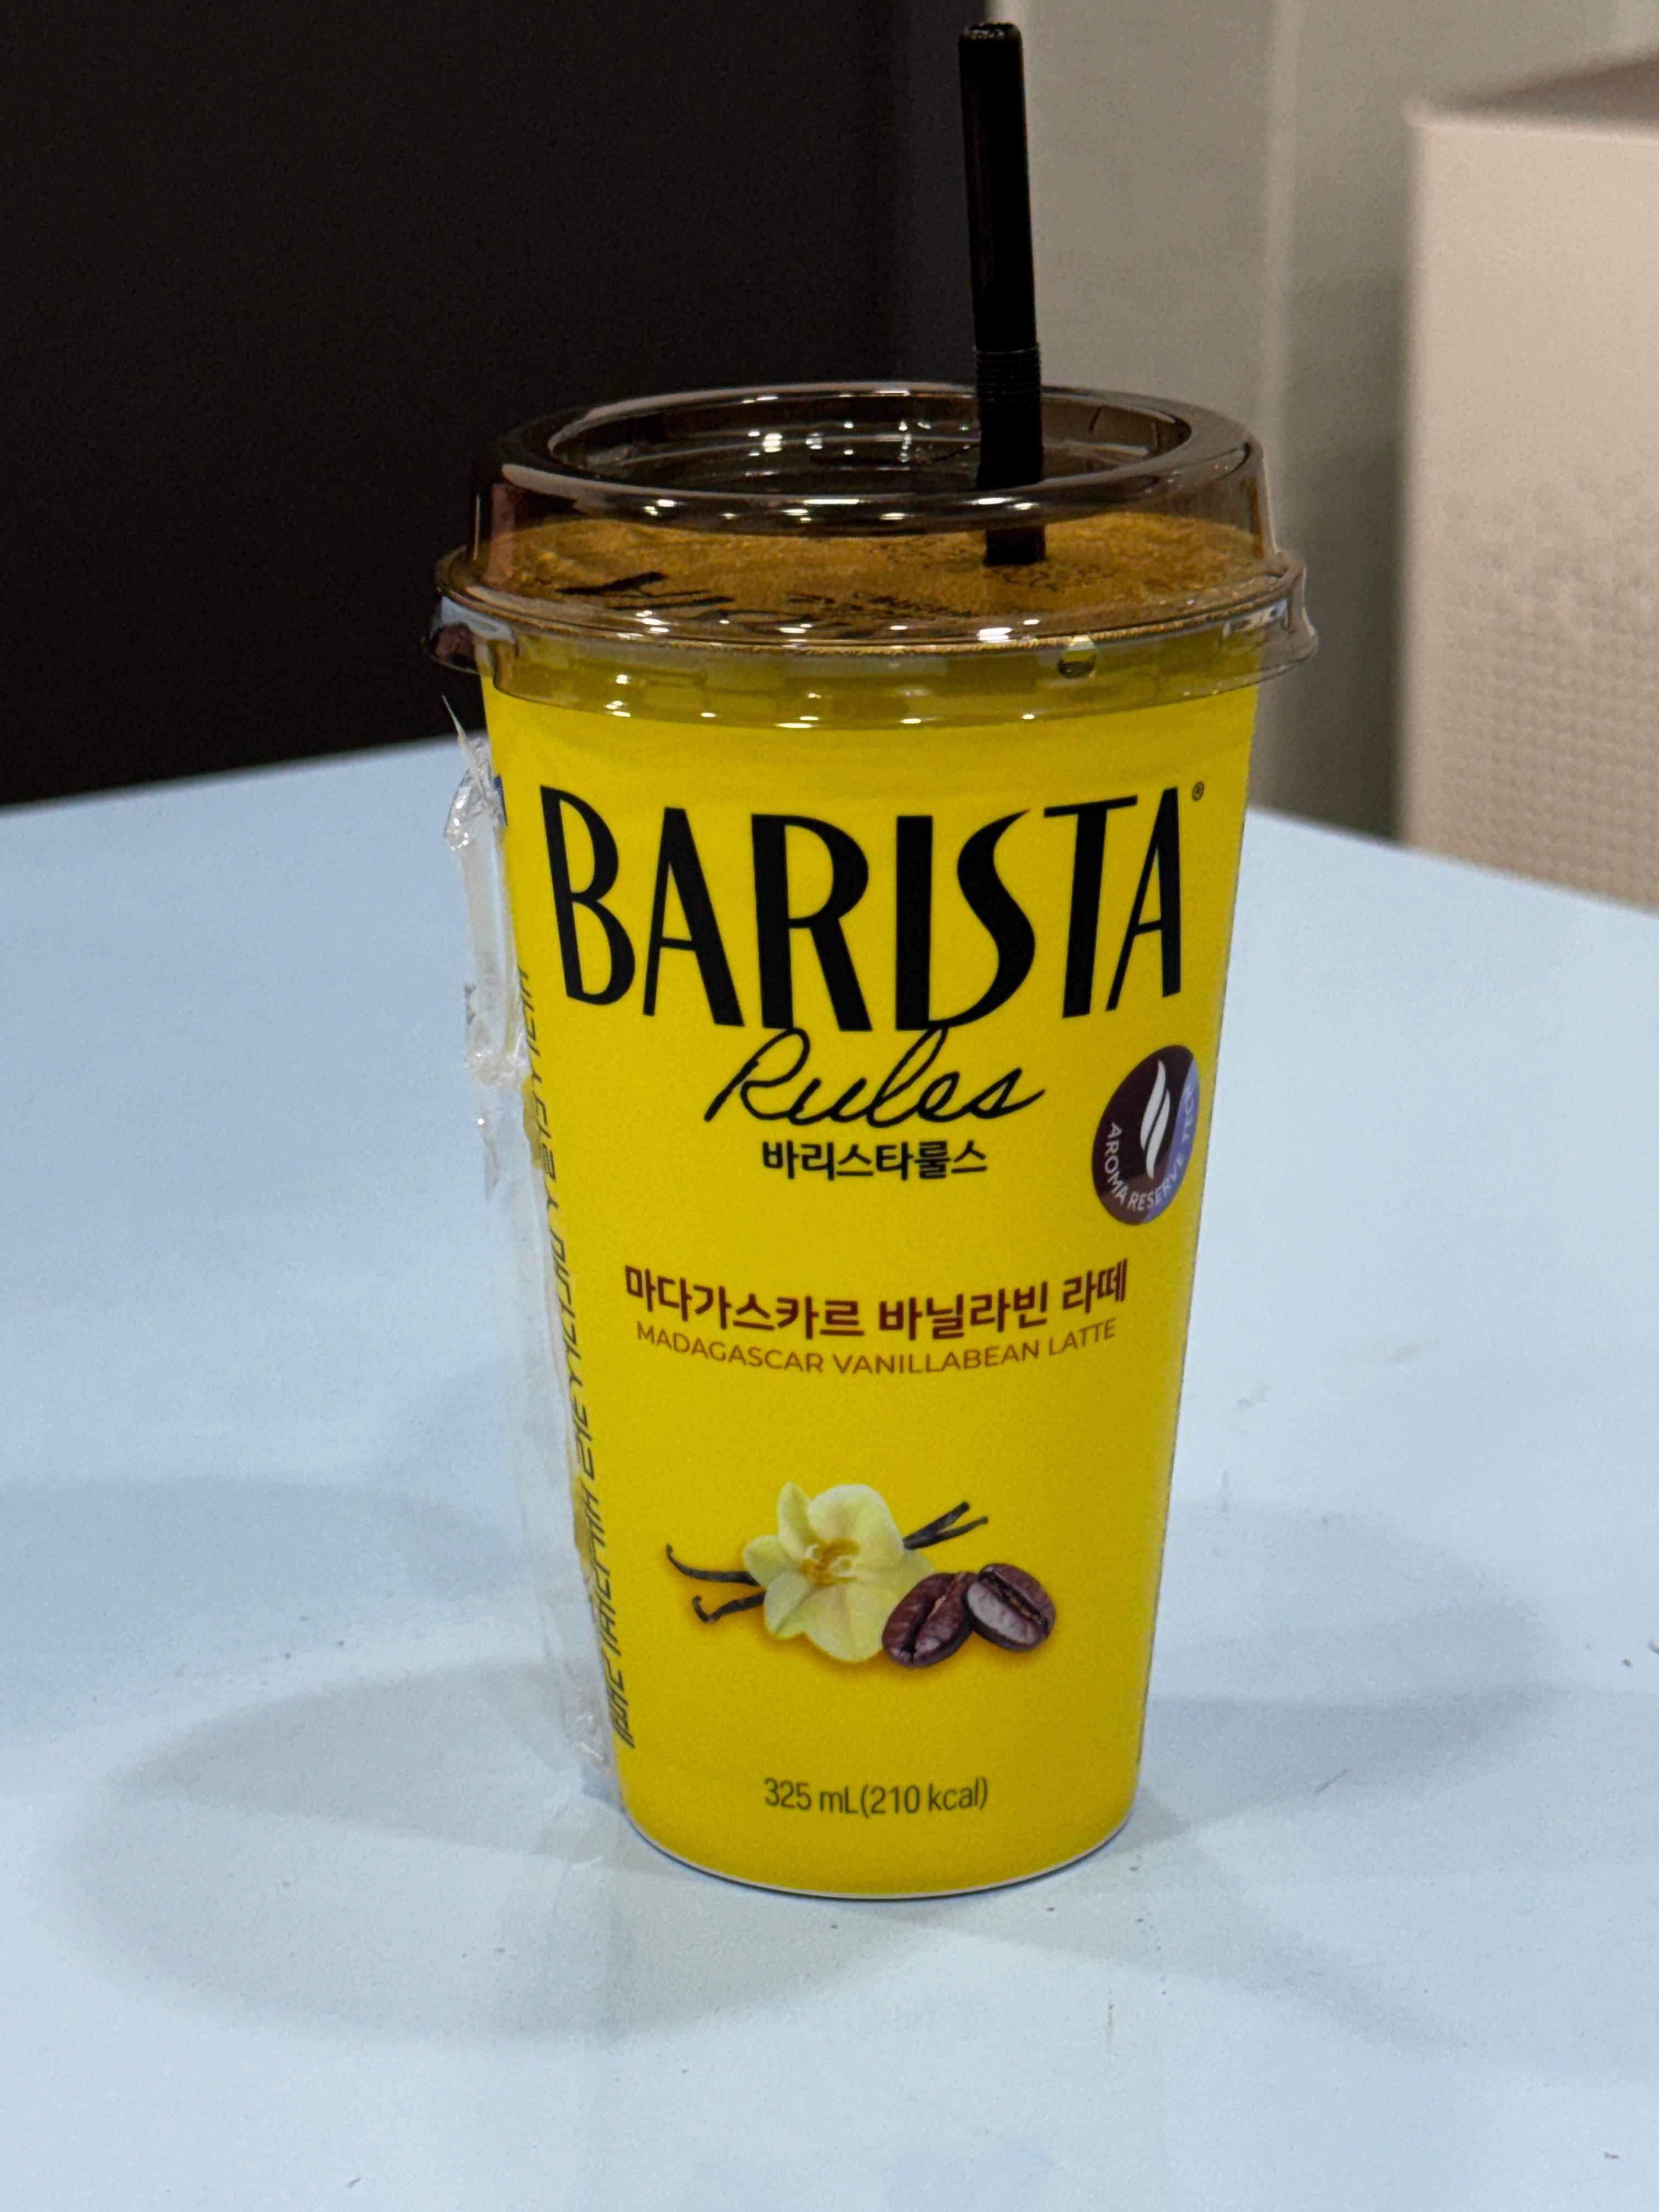 BARISTA®
Rules
바리스타룰스
AROMA RESERVE
마다가스카르 바닐라빈 라떼
MADAGASCAR VANILLABEAN LATTE
325 mL(210 kcal)